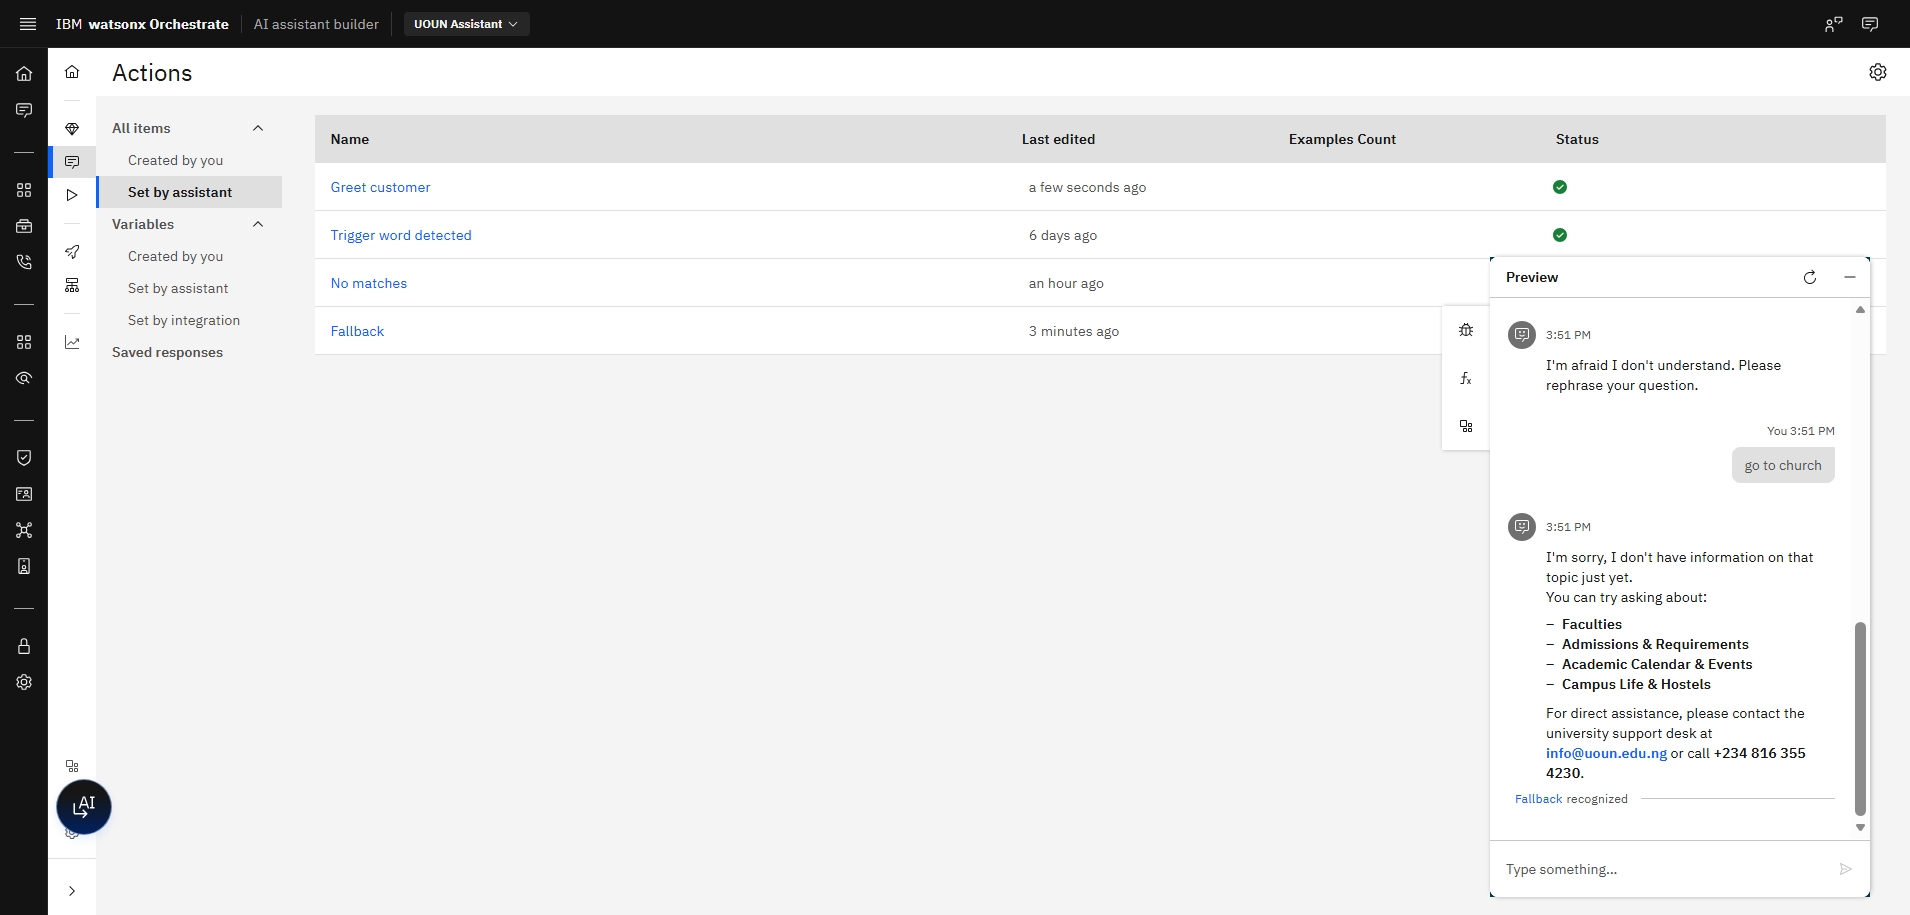 IBM watsonx Orchestrate
AI assistant builder
UOUN Assistant
Actions
All items
Created by you
Set by assistant
Variables
Created by you
Set by assistant
Set by integration
Saved responses
Name Last edited Examples Count Status
Greet customer a few seconds ago
Trigger word detected 6 days ago
No matches an hour ago
Fallback 3 minutes ago
Preview
3:51 PM
I'm afraid I don't understand. Please
rephrase your question.
You 3:51 PM
go to church
3:51 PM
I'm sorry, I don't have information on that
topic just yet.
You can try asking about:
– Faculties
– Admissions & Requirements
– Academic Calendar & Events
– Campus Life & Hostels
For direct assistance, please contact the
university support desk at
info@uoun.edu.ng or call +234 816 355
4230.
Fallback recognized
Type something...
AI